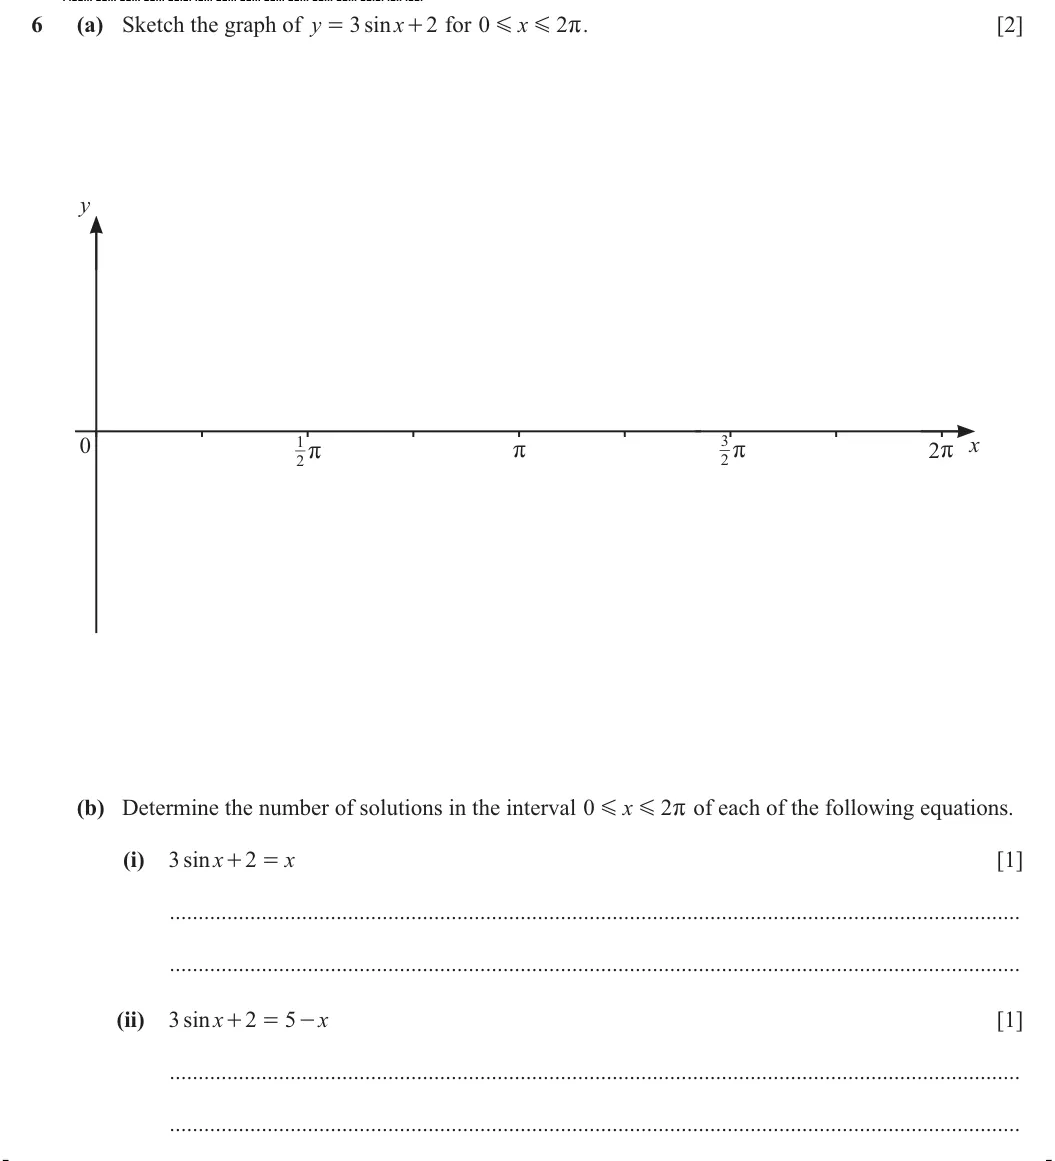 6 (a) Sketch the graph of y = 3 sin x + 2 for 0 ⩽ x ⩽ 2π. [2]
y
0 1/2 π π 3/2 π 2π x
(b) Determine the number of solutions in the interval 0 ⩽ x ⩽ 2π of each of the following equations.
(i) 3 sin x + 2 = x [1]
(ii) 3 sin x + 2 = 5 − x [1]